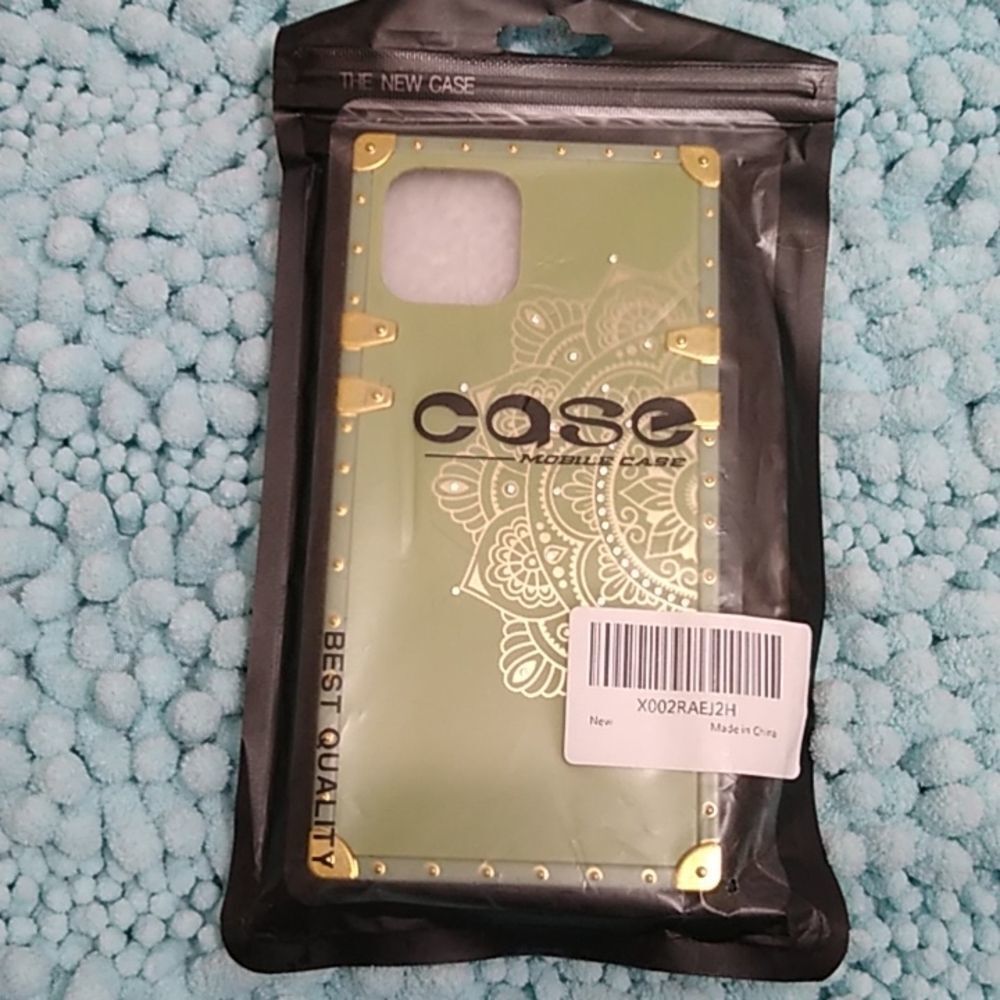 THE NEW CASE
case
MOBILE CASE
BEST QUALITY
X002RAEJ2H
New
Made in China